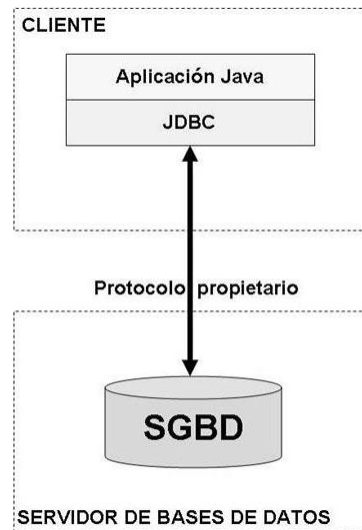 CLIENTE
Aplicación Java
JDBC
Protocolo propietario
SGBD
SERVIDOR DE BASES DE DATOS